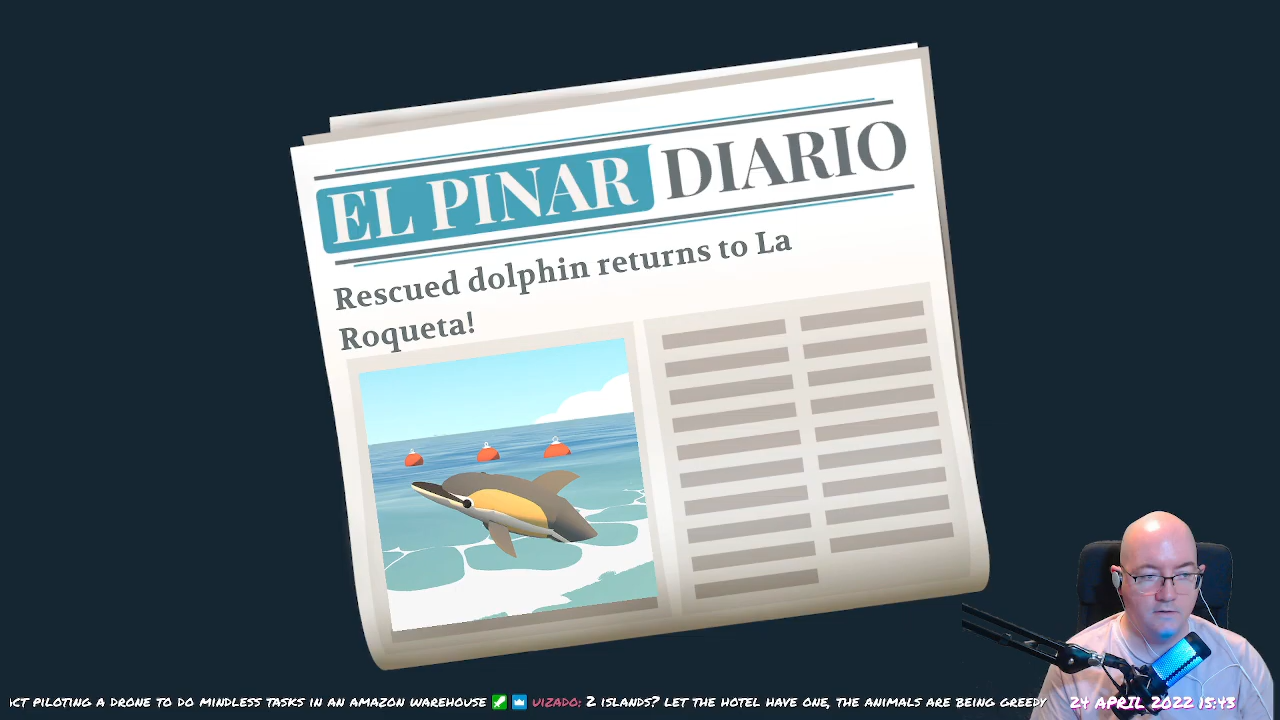 EL PINAR DIARIO
Rescued dolphin returns to La
Roqueta!
ICT PILOTING A DRONE TO DO MINDLESS TASKS IN AN AMAZON WAREHOUSE VIZADO: 2 ISLANDS? LET THE HOTEL HAVE ONE, THE ANIMALS ARE BEING GREEDY 24 APRIL 2022 15:43